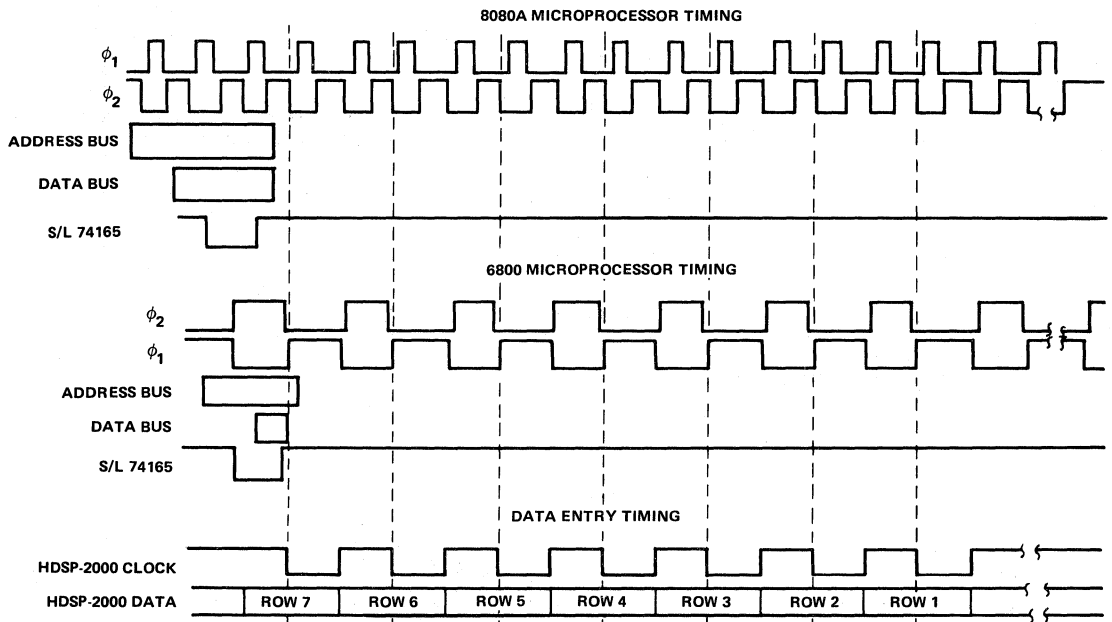 8080A MICROPROCESSOR TIMING
ϕ1
ϕ2
ADDRESS BUS
DATA BUS
S/L 74165
6800 MICROPROCESSOR TIMING
ϕ2
ϕ1
ADDRESS BUS
DATA BUS
S/L 74165
DATA ENTRY TIMING
HDSP-2000 CLOCK
HDSP-2000 DATA ROW 7 ROW 6 ROW 5 ROW 4 ROW 3 ROW 2 ROW 1